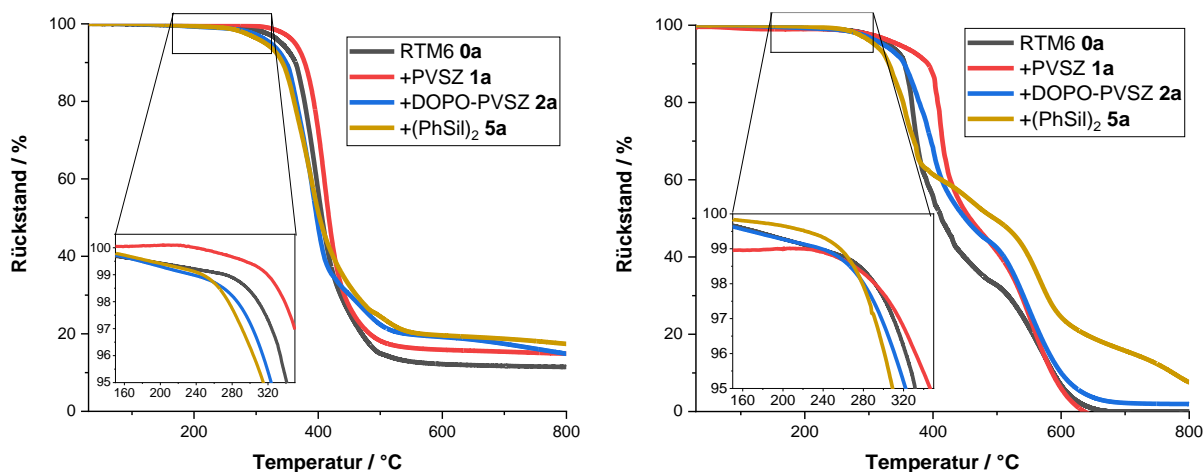 100
80
60
40
20
0
Rückstand / %
RTM6 0a
+PVSZ 1a
+DOPO-PVSZ 2a
+(PhSil)₂ 5a
100
99
98
97
96
95
160 200 240 280 320
200 400 600 800
Temperatur / °C
100
80
60
40
20
0
Rückstand / %
RTM6 0a
+PVSZ 1a
+DOPO-PVSZ 2a
+(PhSil)₂ 5a
100
99
98
97
96
95
160 200 240 280 320
200 400 600 800
Temperatur / °C